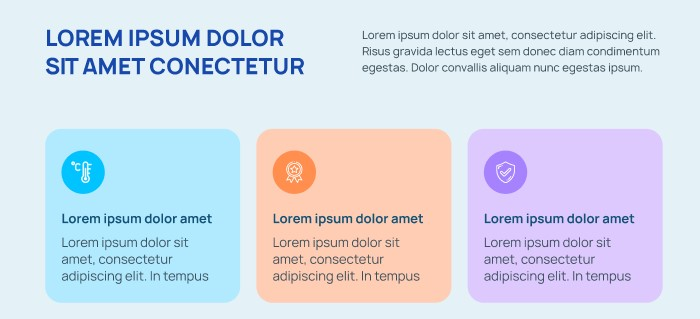 LOREM IPSUM DOLOR
SIT AMET CONECTETUR
Lorem ipsum dolor sit amet, consectetur adipiscing elit.
Risus gravida lectus eget sem donec diam condimentum
egestas. Dolor convallis aliquam nunc egestas ipsum.
°C
Lorem ipsum dolor amet
Lorem ipsum dolor sit
amet, consectetur
adipiscing elit. In tempus
Lorem ipsum dolor amet
Lorem ipsum dolor sit
amet, consectetur
adipiscing elit. In tempus
Lorem ipsum dolor amet
Lorem ipsum dolor sit
amet, consectetur
adipiscing elit. In tempus